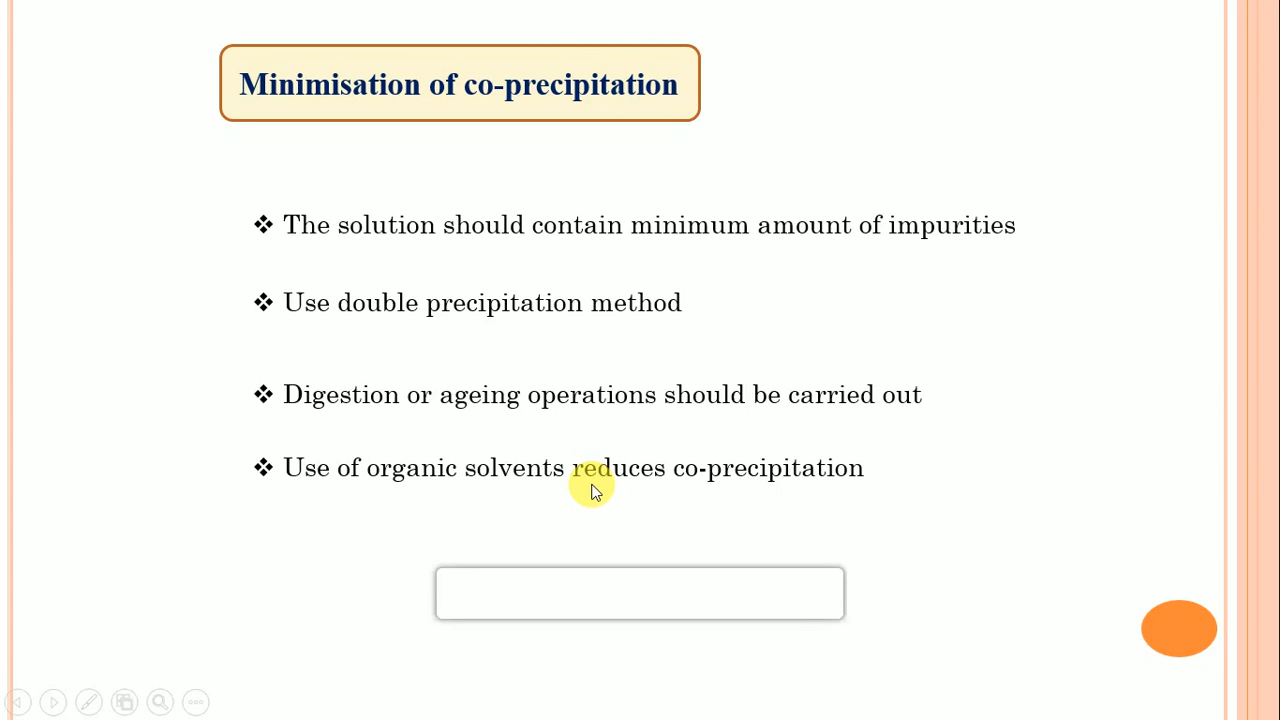 Minimisation of co-precipitation
❖ The solution should contain minimum amount of impurities
❖ Use double precipitation method
❖ Digestion or ageing operations should be carried out
❖ Use of organic solvents reduces co-precipitation